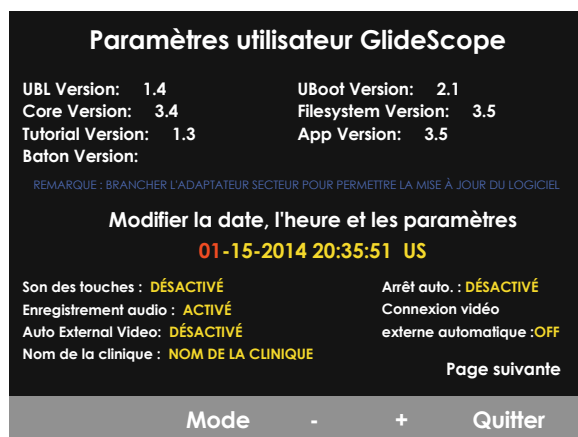 Paramètres utilisateur GlideScope
UBL Version: 1.4
UBoot Version: 2.1
Core Version: 3.4
Filesystem Version: 3.5
Tutorial Version: 1.3
App Version: 3.5
Baton Version:
REMARQUE : BRANCHER L'ADAPTATEUR SECTEUR POUR PERMETTRE LA MISE À JOUR DU LOGICIEL
Modifier la date, l'heure et les paramètres
01-15-2014 20:35:51 US
Son des touches : DÉSACTIVÉ
Enregistrement audio : ACTIVÉ
Auto External Video: DÉSACTIVÉ
Nom de la clinique : NOM DE LA CLINIQUE
Arrêt auto. : DÉSACTIVÉ
Connexion vidéo
externe automatique :OFF
Page suivante
Mode - + Quitter